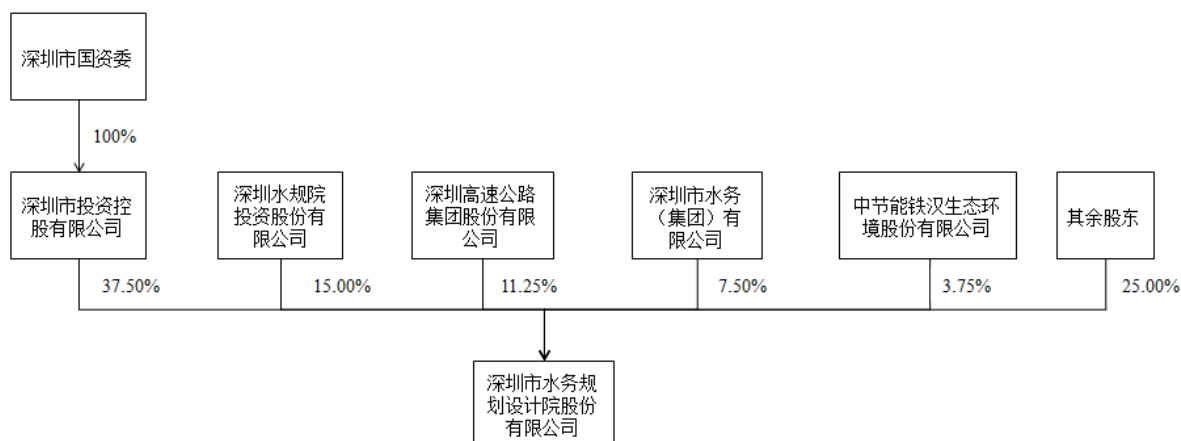 深圳市国资委
100%
深圳市投资控
股有限公司
深圳水规院
投资股份有
限公司
深圳高速公路
集团股份有限
公司
深圳市水务
（集团）有
限公司
中节能铁汉生态环
境股份有限公司
其余股东
37.50%
15.00%
11.25%
7.50%
3.75%
25.00%
深圳市水务规
划设计院股份
有限公司